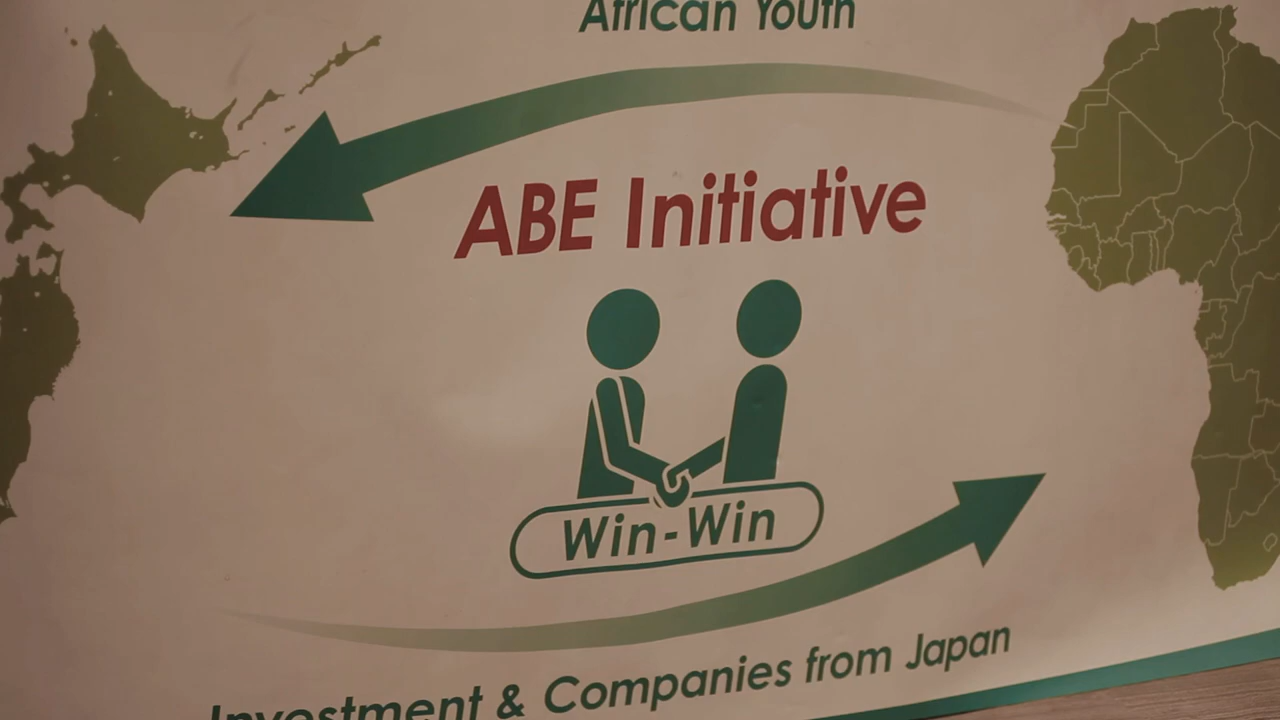 African Youth
ABE Initiative
Win-Win
Investment & Companies from Japan